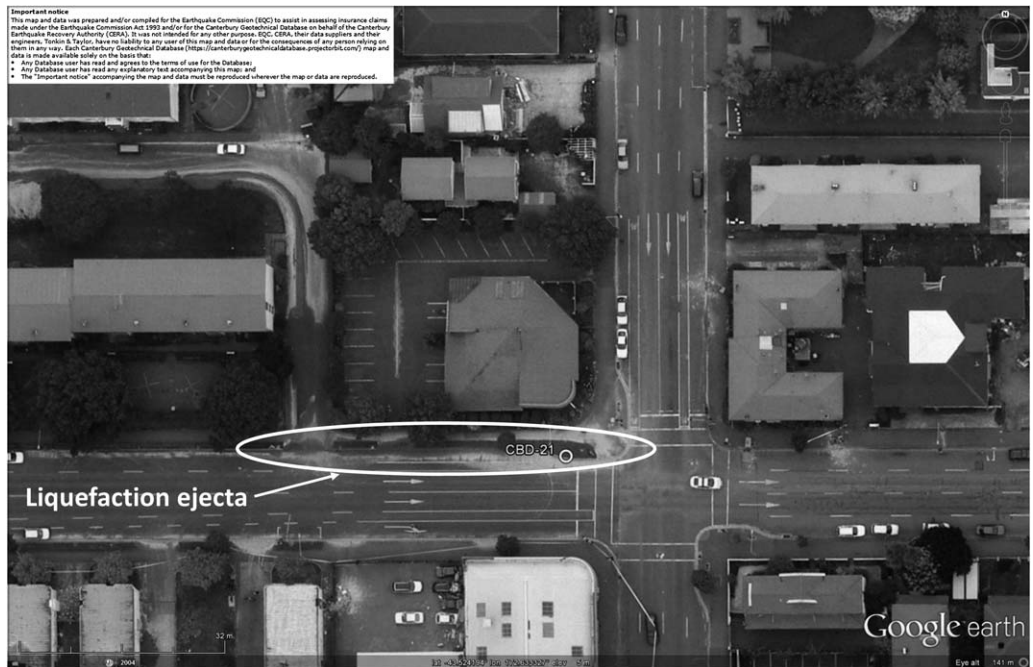 Important notice
This map and data was prepared and/or compiled for the Earthquake Commission (EQC) to assist in assessing insurance claims
made under the Earthquake Commission Act 1993 and/or for the Canterbury Geotechnical Database on behalf of the Canterbury
Earthquake Recovery Authority (CERA). It was not intended for any other purpose. EQC, CERA, their data suppliers and their
engineers, Tonkin & Taylor, have no liability to any user of this map and data or for the consequences of any person relying on
them in any way. Each Canterbury Geotechnical Database (https://canterburygeotechnicaldatabase.projectorbit.com/) map and
data is made available solely on the basis that:
• Any Database user has read and agrees to the terms of use for the Database;
• Any Database user has read any explanatory text accompanying this map; and
• The "Important notice" accompanying the map and data must be reproduced wherever the map or data are reproduced.
CBD-21
Liquefaction ejecta
Google earth
32 m
2004
Eye alt 141 m